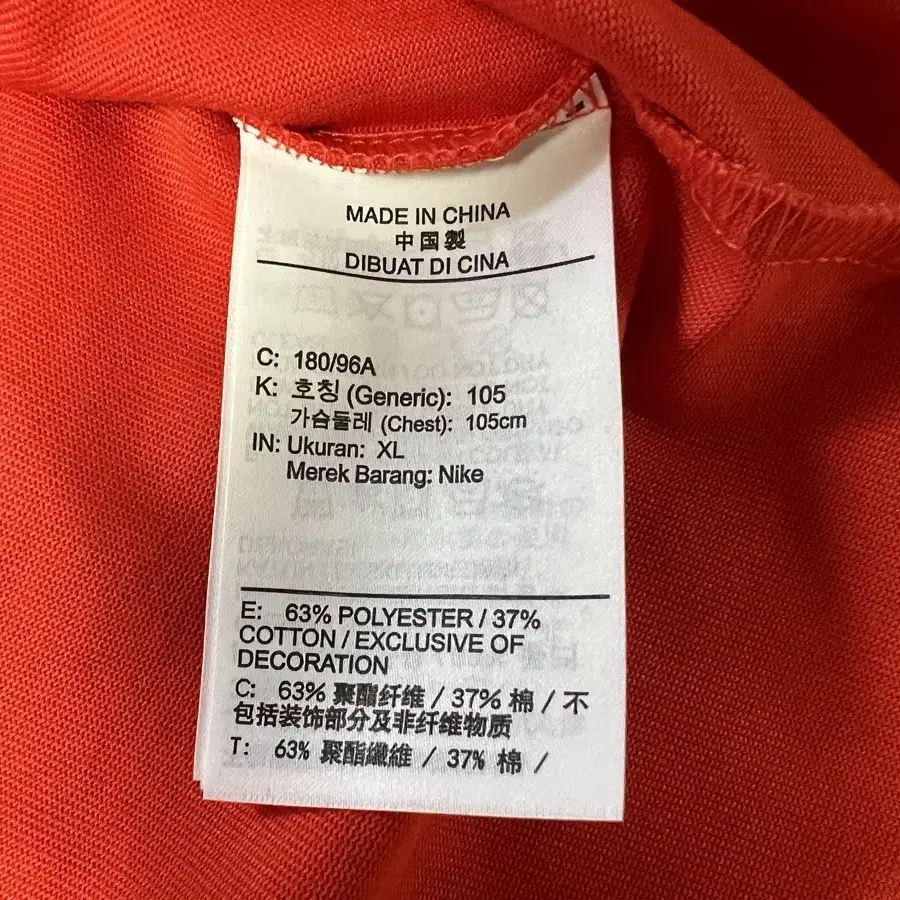 MADE IN CHINA
中国製
DIBUAT DI CINA
C: 180/96A
K: 호칭 (Generic): 105
가슴둘레 (Chest): 105cm
IN: Ukuran: XL
Merek Barang: Nike
E: 63% POLYESTER / 37%
COTTON / EXCLUSIVE OF
DECORATION
C: 63% 聚酯纤维 / 37% 棉 / 不
包括装饰部分及非纤维物质
T: 63% 聚酯纖維 / 37% 棉 /